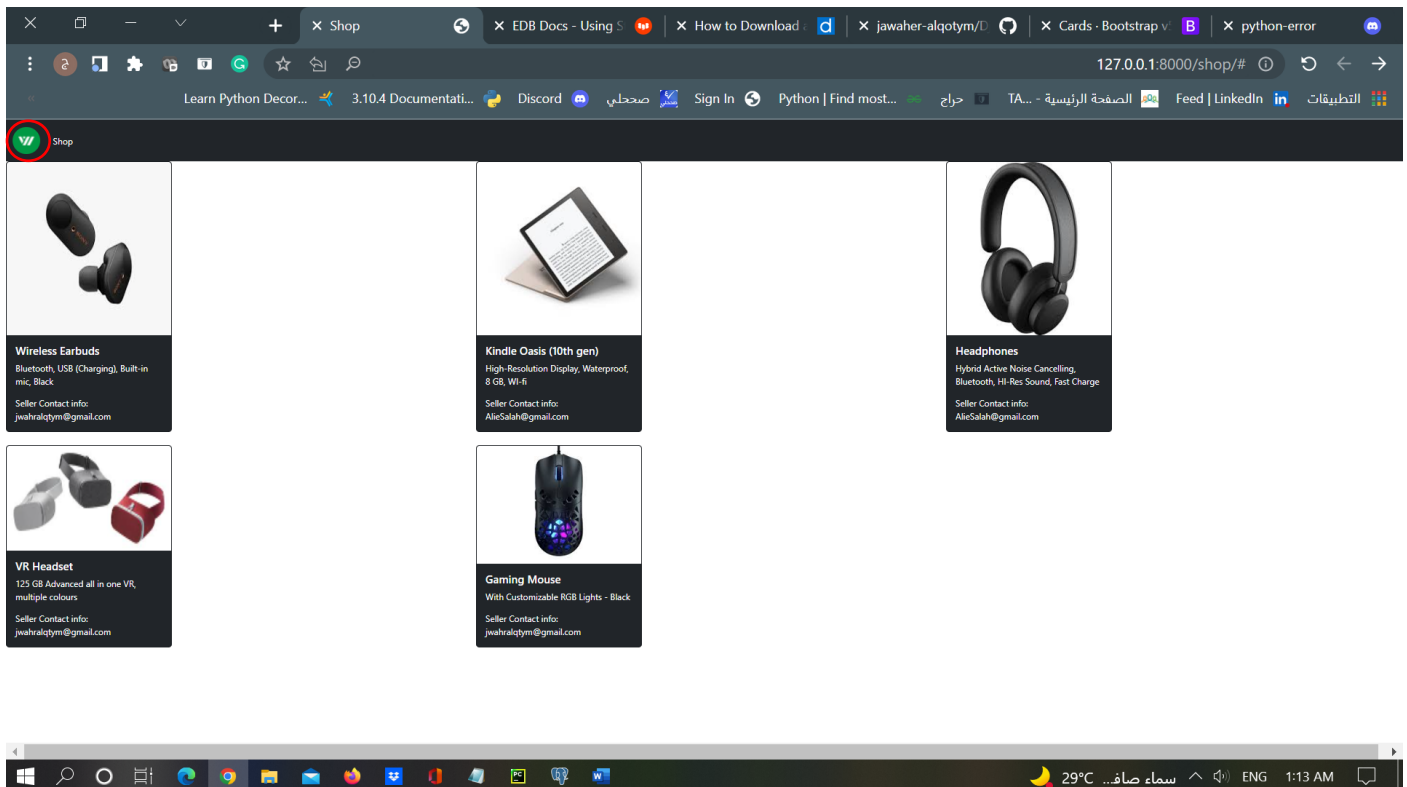 Shop
EDB Docs - Using S
How to Download a
jawaher-alqotym/D
Cards · Bootstrap v
python-error
127.0.0.1:8000/shop/#
Learn Python Decor...
3.10.4 Documentati...
Discord
صححلي
Sign In
Python | Find most...
حراج
الصفحة الرئيسية - TA...
Feed | LinkedIn
التطبيقات
Shop
Wireless Earbuds
Bluetooth, USB (Charging), Built-in
mic, Black
Seller Contact info:
jwahralqtym@gmail.com
Kindle Oasis (10th gen)
High-Resolution Display, Waterproof,
8 GB, WI-fi
Seller Contact info:
AlieSalah@gmail.com
Headphones
Hybrid Active Noise Cancelling,
Bluetooth, HI-Res Sound, Fast Charge
Seller Contact info:
AlieSalah@gmail.com
VR Headset
125 GB Advanced all in one VR,
multiple colours
Seller Contact info:
jwahralqtym@gmail.com
Gaming Mouse
With Customizable RGB Lights - Black
Seller Contact info:
jwahralqtym@gmail.com
29°C سماء صافـ...
ENG
1:13 AM